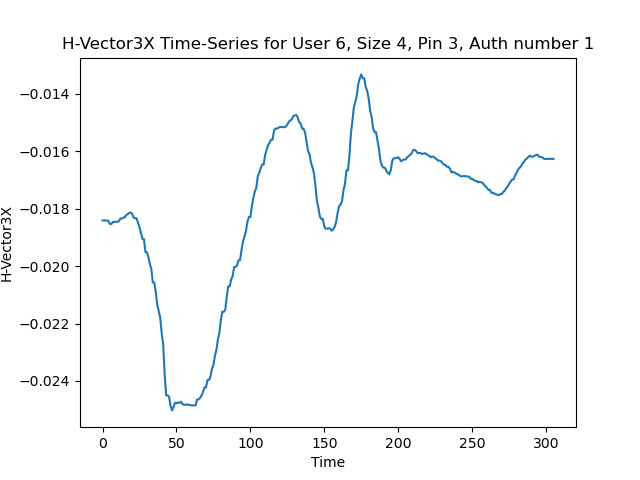 H-Vector3X Time-Series for User 6, Size 4, Pin 3, Auth number 1
−0.014
−0.016
−0.018
−0.020
−0.022
−0.024
H-Vector3X
0 50 100 150 200 250 300
Time